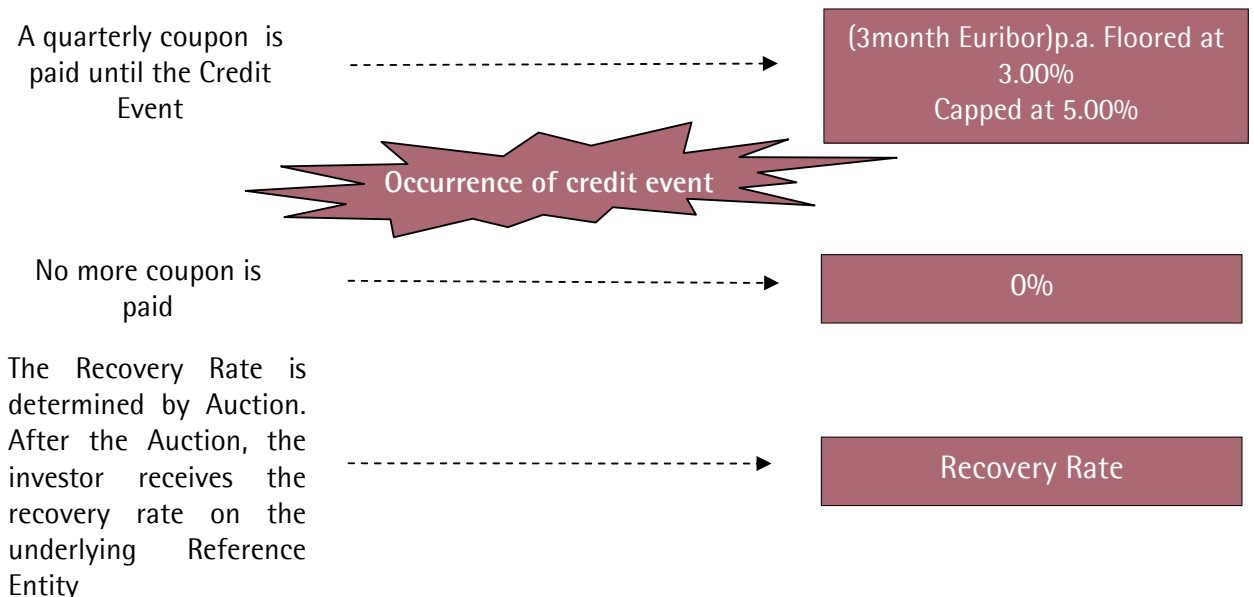 A quarterly coupon is
paid until the Credit
Event
(3month Euribor)p.a. Floored at
3.00%
Capped at 5.00%
Occurrence of credit event
No more coupon is
paid
0%
The Recovery Rate is
determined by Auction.
After the Auction, the
investor receives the
recovery rate on the
underlying Reference
Entity
Recovery Rate